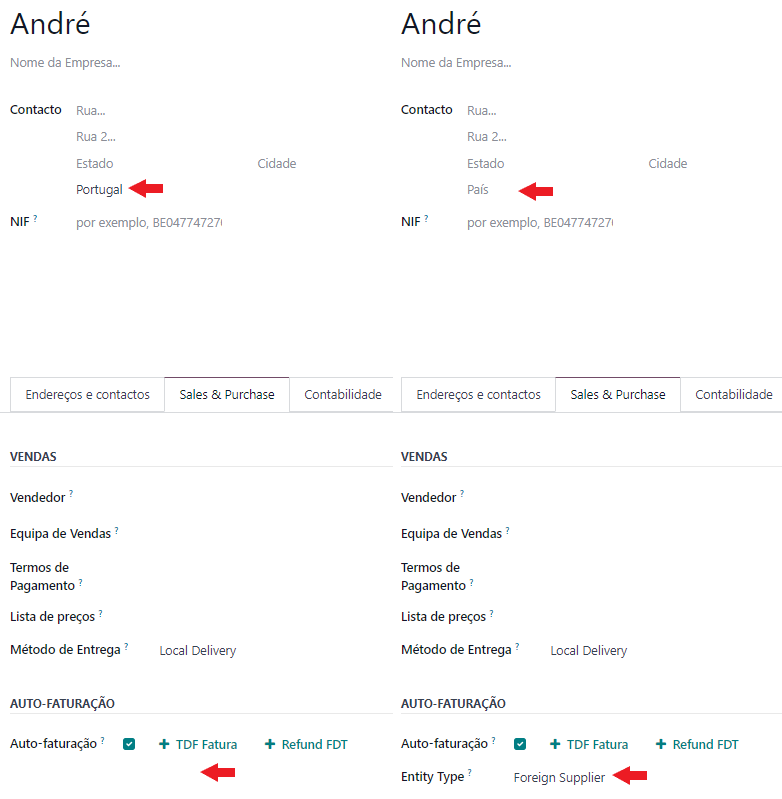 André
Nome da Empresa...
Contacto Rua...
Rua 2...
Estado Cidade
Portugal
NIF ? por exemplo, BE047747270
Endereços e contactos Sales & Purchase Contabilidade
VENDAS
Vendedor ?
Equipa de Vendas ?
Termos de
Pagamento ?
Lista de preços ?
Método de Entrega ? Local Delivery
AUTO-FATURAÇÃO
Auto-faturação ? + TDF Fatura + Refund FDT
André
Nome da Empresa...
Contacto Rua...
Rua 2...
Estado Cidade
País
NIF ? por exemplo, BE047747270
Endereços e contactos Sales & Purchase Contabilidade
VENDAS
Vendedor ?
Equipa de Vendas ?
Termos de
Pagamento ?
Lista de preços ?
Método de Entrega ? Local Delivery
AUTO-FATURAÇÃO
Auto-faturação ? + TDF Fatura + Refund FDT
Entity Type ? Foreign Supplier